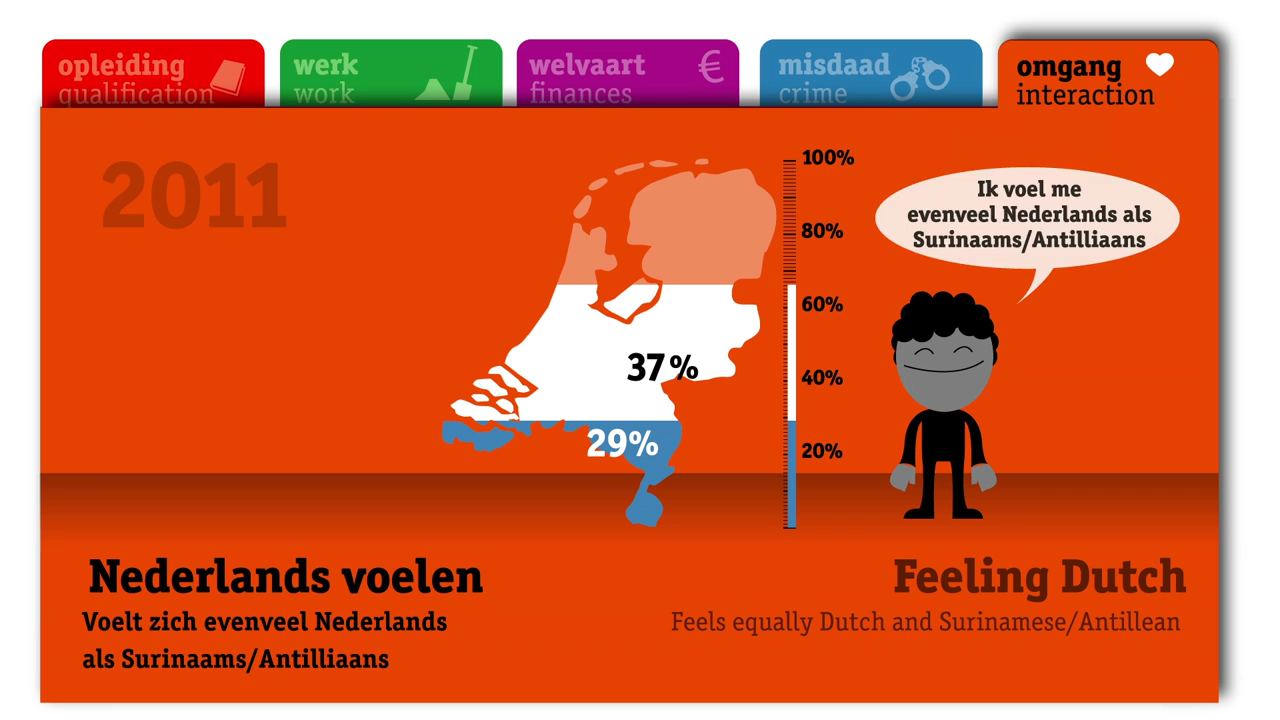 opleiding
qualification
werk
work
welvaart
finances
€
misdaad
crime
omgang
interaction
2011
100%
80%
60%
40%
20%
37%
29%
Ik voel me
evenveel Nederlands als
Surinaams/Antilliaans
Nederlands voelen
Voelt zich evenveel Nederlands
als Surinaams/Antilliaans
Feeling Dutch
Feels equally Dutch and Surinamese/Antillean